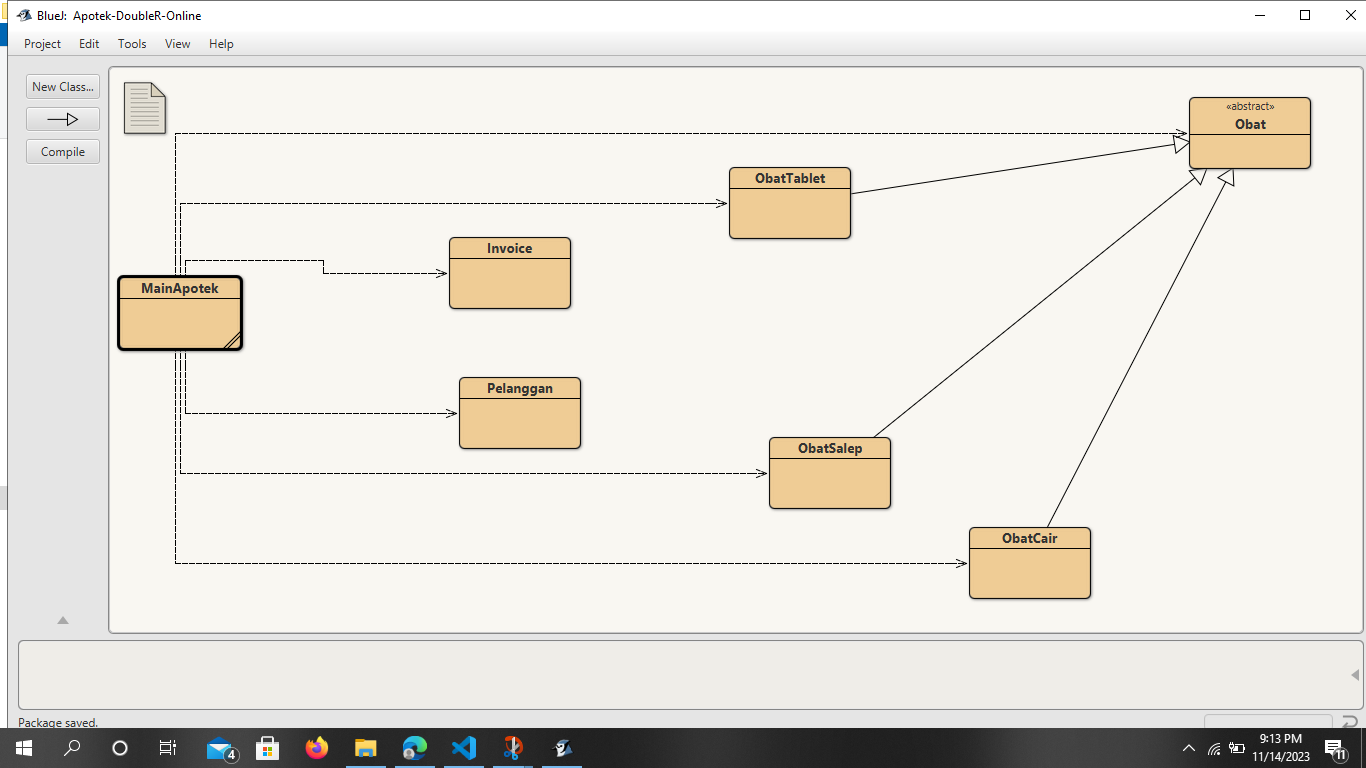 BlueJ: Apotek-DoubleR-Online
Project Edit Tools View Help
New Class...
Compile
«abstract»
Obat
ObatTablet
Invoice
MainApotek
Pelanggan
ObatSalep
ObatCair
Package saved.
4
9:13 PM
11/14/2023
11